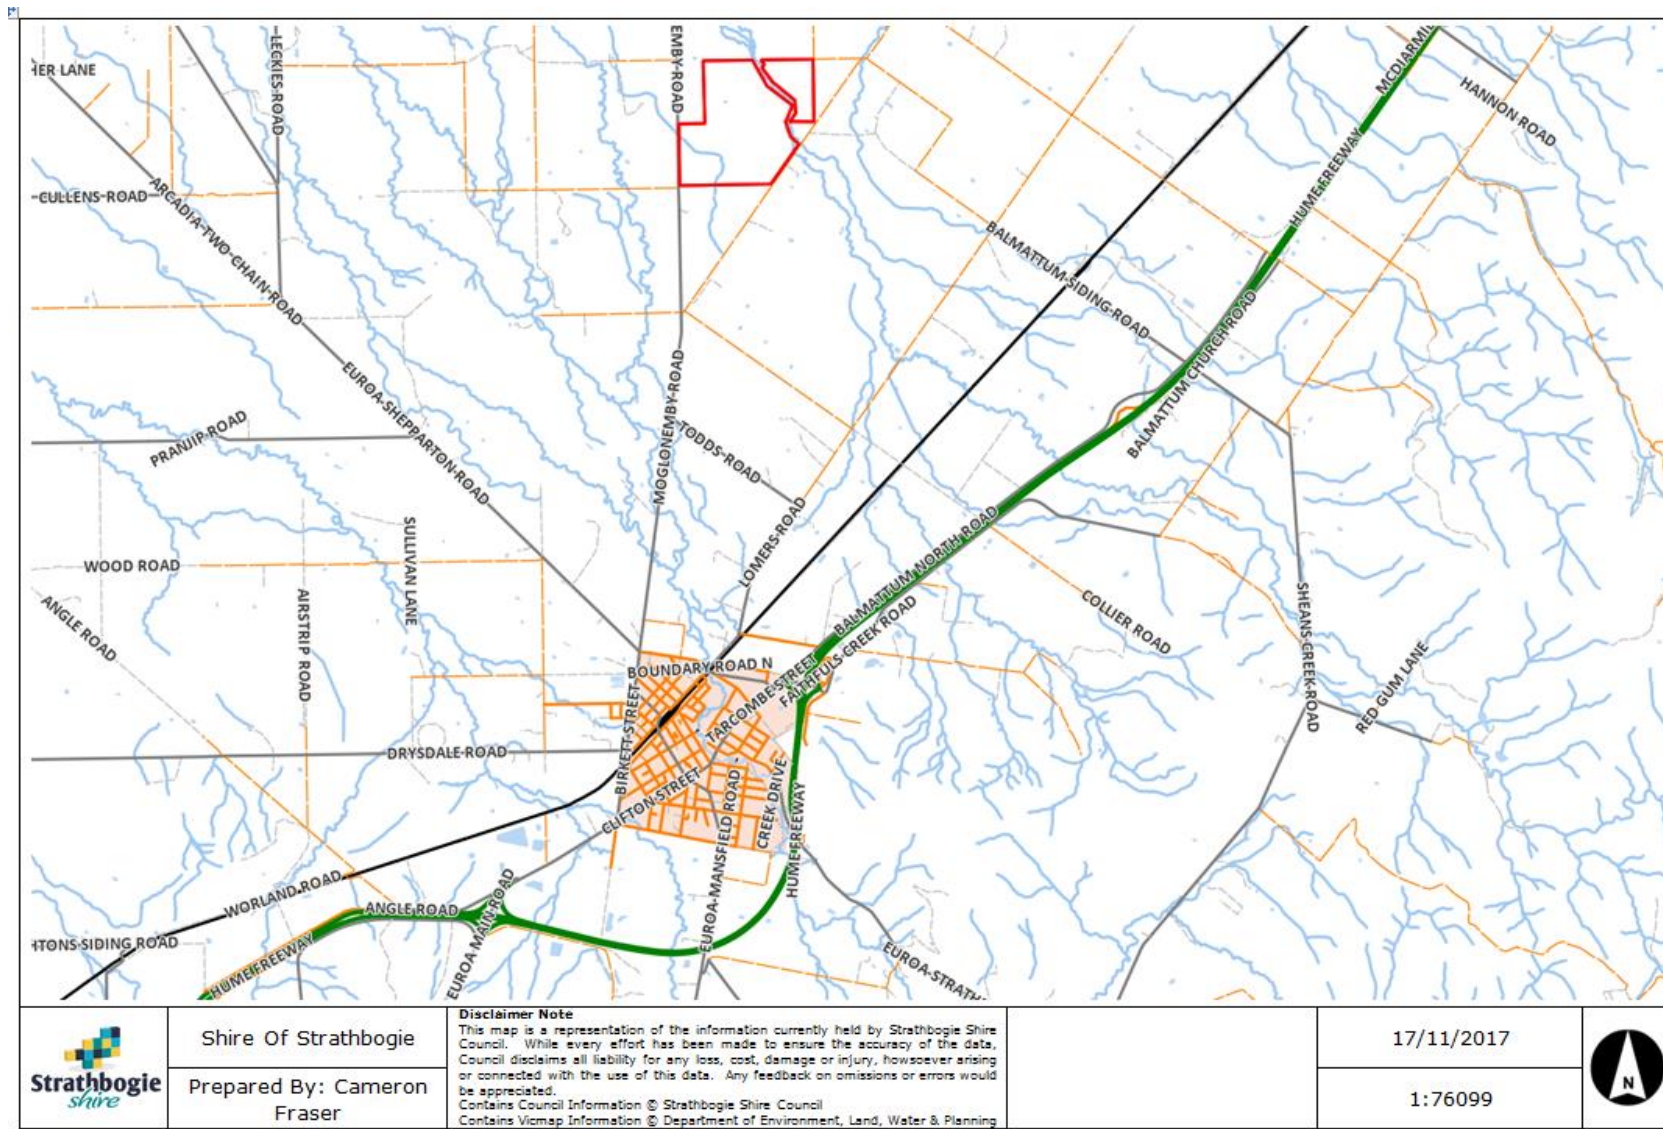 LECKIES ROAD
EMBY ROAD
HER LANE
MCDIARMI
HANNON ROAD
HUME FREEWAY
CULLENS ROAD
ARCADIA-TWO-CHAIN-ROAD
BALMATTUM-SIDING-ROAD
BALMATTUM CHURCH ROAD
EUROA-SHEPPARTON-ROAD
MOGLONEMBY-ROAD
PRANJIP ROAD
TODDS-ROAD
LOMERS-ROAD
BALMATTUM NORTH ROAD
SULLIVAN LANE
WOOD ROAD
ANGLE ROAD
AIRSTRIP ROAD
COLLIER ROAD
SHEANS-CREEK-ROAD
RED GUM LANE
FAITHFULS CREEK ROAD
BOUNDARY ROAD N
TARCOMBE STREET
BIRKETT STREET
DRYSDALE ROAD
CLIFTON STREET
EUROA-MANSFIELD ROAD
CREEK DRIVE
HUME FREEWAY
WORLAND ROAD
ANGLE ROAD
EUROA-MAIN-ROAD
HTONS SIDING ROAD
HUME FREEWAY
EUROA-STRATH
Strathbogie
shire
Shire Of Strathbogie
Prepared By: Cameron
Fraser
Disclaimer Note
This map is a representation of the information currently held by Strathbogie Shire
Council. While every effort has been made to ensure the accuracy of the data,
Council disclaims all liability for any loss, cost, damage or injury, howsoever arising
or connected with the use of this data. Any feedback on omissions or errors would
be appreciated.
Contains Council Information © Strathbogie Shire Council
Contains Vicmap Information © Department of Environment, Land, Water & Planning
17/11/2017
1:76099
N